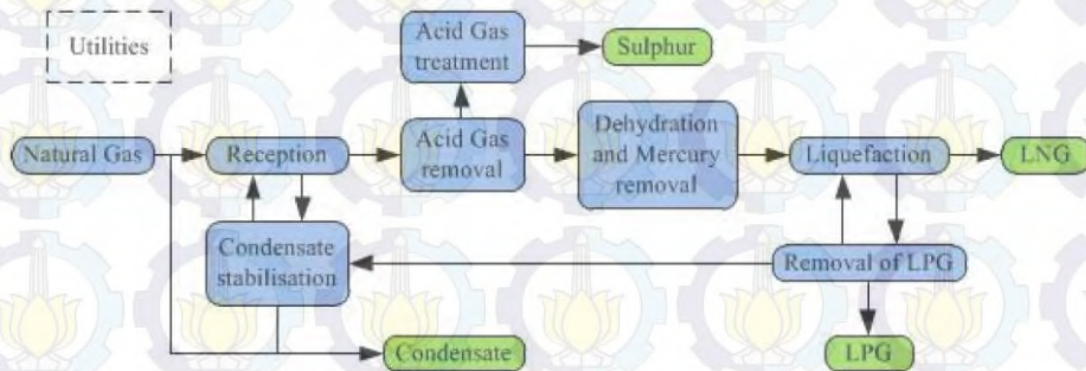 Utilities
Acid Gas
treatment
Sulphur
Natural Gas
Reception
Acid Gas
removal
Dehydration
and Mercury
removal
Liquefaction
LNG
Condensate
stabilisation
Removal of LPG
Condensate
LPG